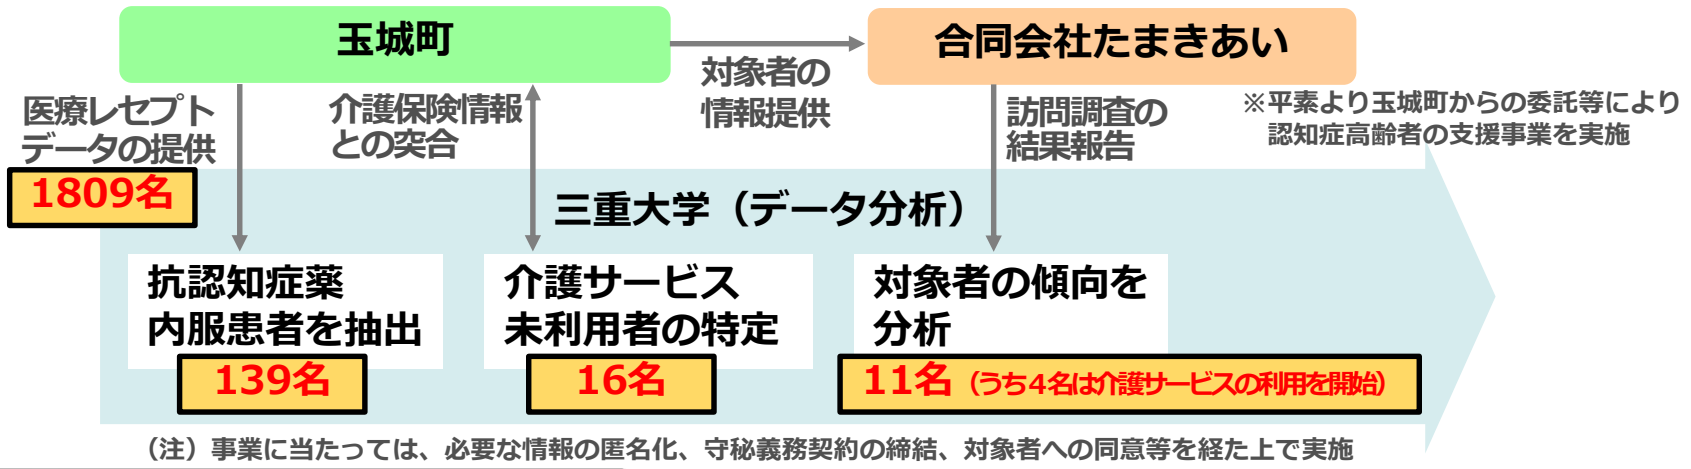 玉城町
合同会社たまきあい
対象者の
情報提供
医療レセプト
データの提供
介護保険情報
との突合
訪問調査の
結果報告
※平素より玉城町からの委託等により
認知症高齢者の支援事業を実施
1809名
三重大学（データ分析）
抗認知症薬
内服患者を抽出
139名
介護サービス
未利用者の特定
16名
対象者の傾向を
分析
11名（うち４名は介護サービスの利用を開始）
（注）事業に当たっては、必要な情報の匿名化、守秘義務契約の締結、対象者への同意等を経た上で実施